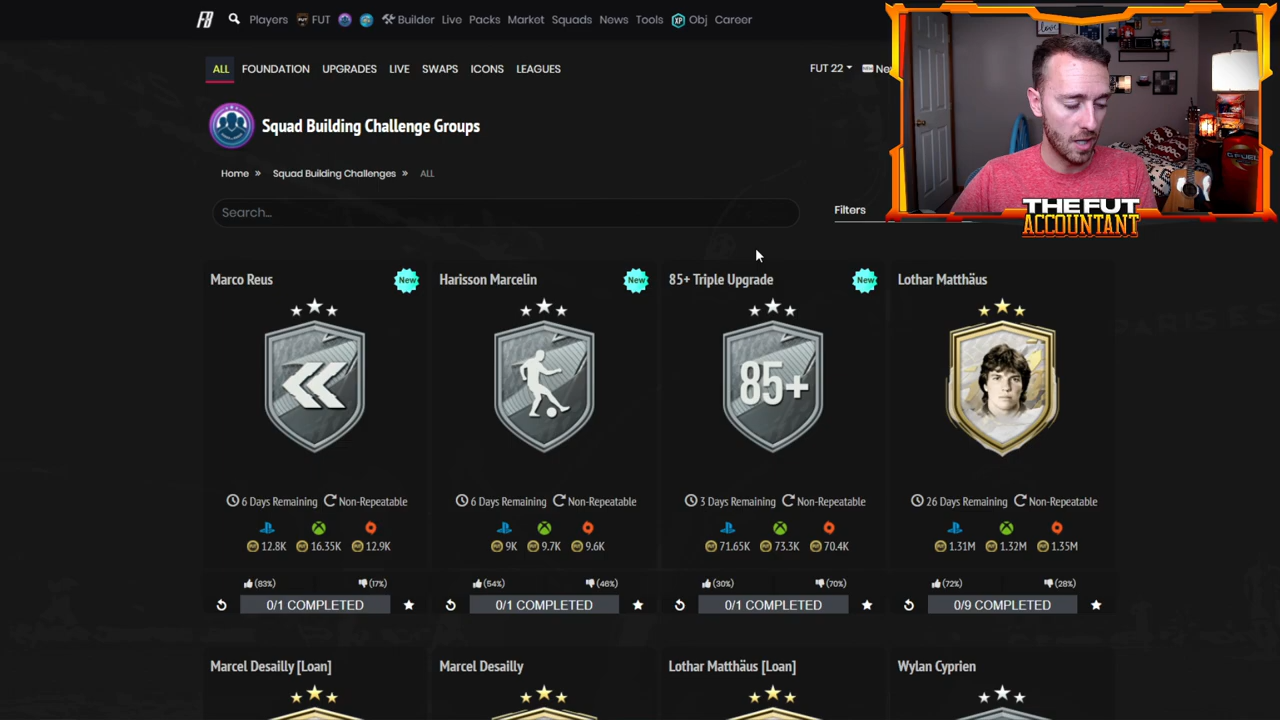 FB Players FUT Builder Live Packs Market Squads News Tools XP Obj Career
ALL FOUNDATION UPGRADES LIVE SWAPS ICONS LEAGUES FUT 22
Squad Building Challenge Groups
Home » Squad Building Challenges » ALL
Search...
Filters
THE FUT
ACCOUNTANT
Marco Reus New
Harisson Marcelin New
85+ Triple Upgrade New
Lothar Matthäus
85+
6 Days Remaining Non-Repeatable
6 Days Remaining Non-Repeatable
3 Days Remaining Non-Repeatable
26 Days Remaining Non-Repeatable
12.8K 16.35K 12.9K
9K 9.7K 9.6K
71.65K 73.3K 70.4K
1.31M 1.32M 1.35M
(83%) (17%)
(54%) (46%)
(30%) (70%)
(72%) (28%)
0/1 COMPLETED
0/1 COMPLETED
0/1 COMPLETED
0/9 COMPLETED
Marcel Desailly [Loan]
Marcel Desailly
Lothar Matthäus [Loan]
Wylan Cyprien